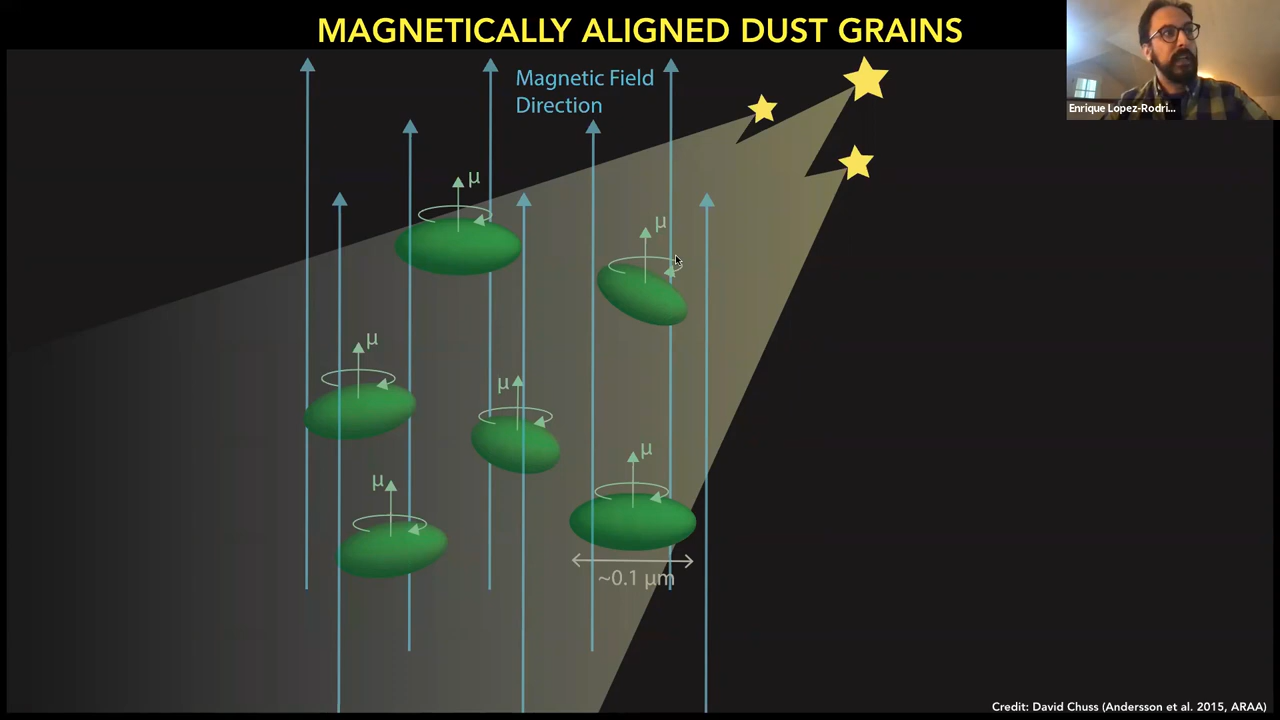 MAGNETICALLY ALIGNED DUST GRAINS
Enrique Lopez-Rodri...
Magnetic Field
Direction
μ
μ
μ
μ
μ
μ
~0.1 μm
Credit: David Chuss (Andersson et al. 2015, ARAA)